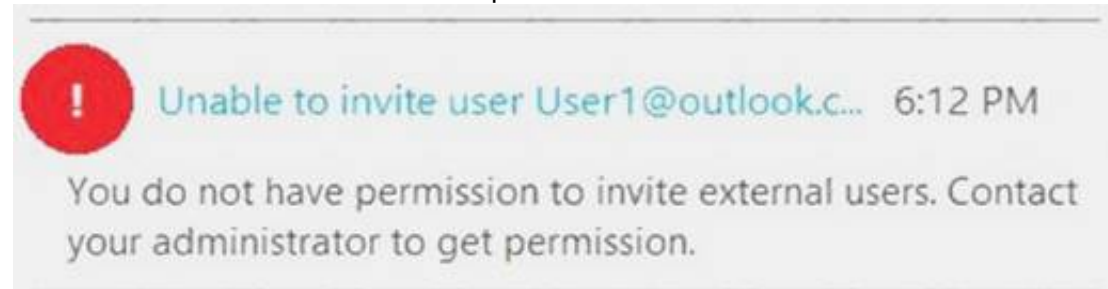 !
Unable to invite user User1@outlook.c... 6:12 PM
You do not have permission to invite external users. Contact
your administrator to get permission.